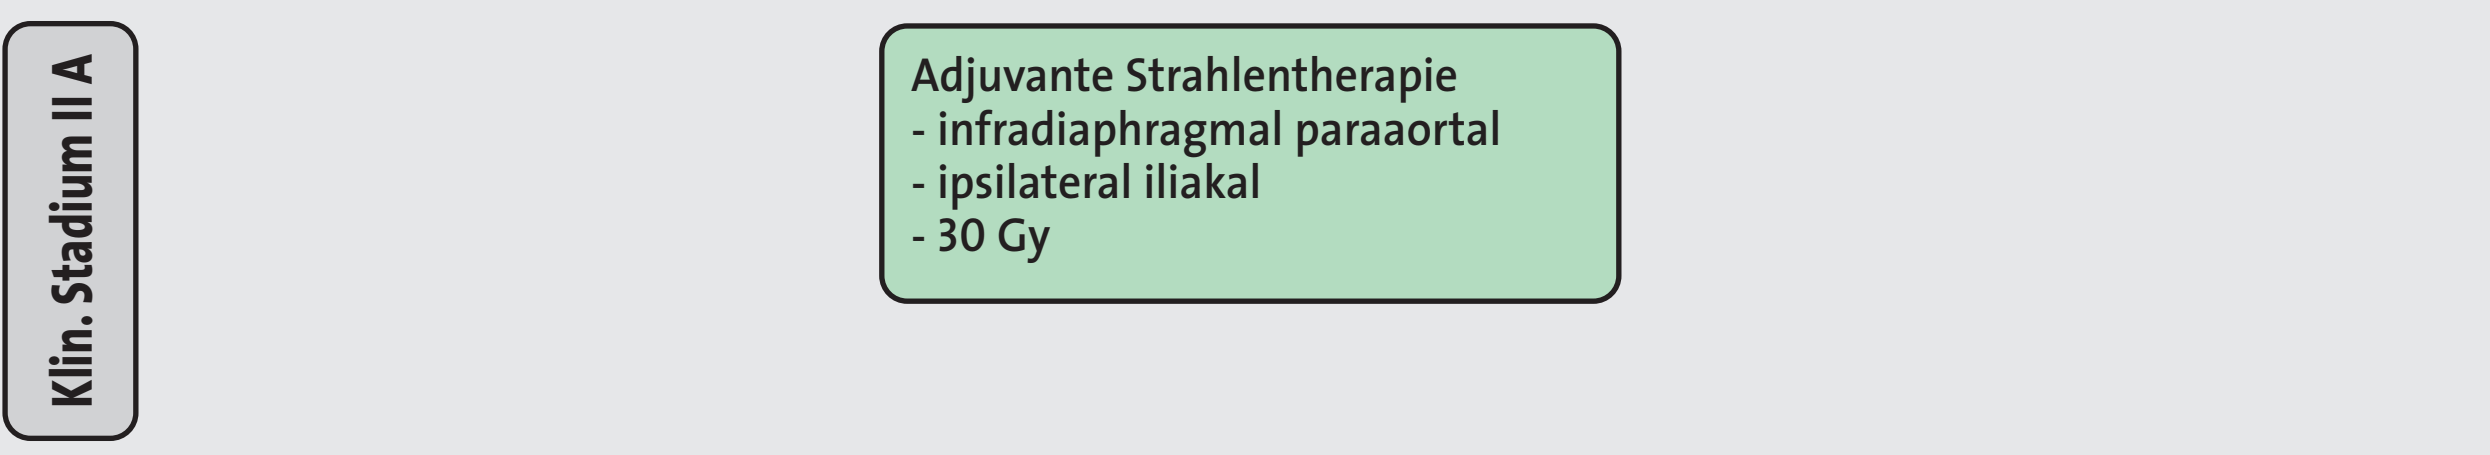 Klin. Stadium II A
Adjuvante Strahlentherapie
- infradiaphragmal paraaortal
- ipsilateral iliakal
- 30 Gy